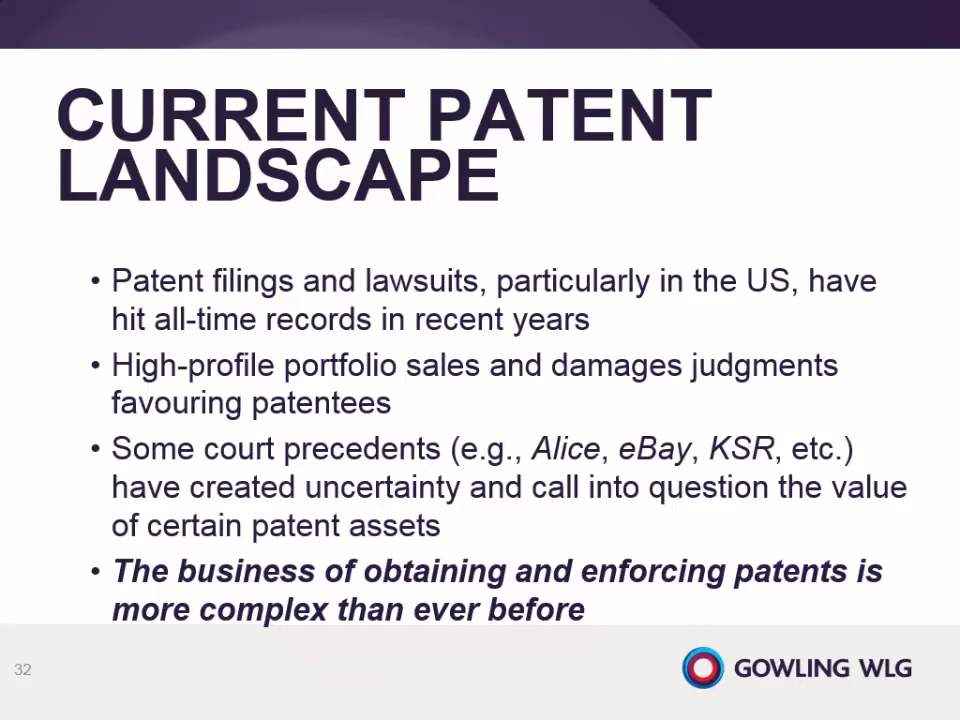 CURRENT PATENT
LANDSCAPE
• Patent filings and lawsuits, particularly in the US, have
hit all-time records in recent years
• High-profile portfolio sales and damages judgments
favouring patentees
• Some court precedents (e.g., Alice, eBay, KSR, etc.)
have created uncertainty and call into question the value
of certain patent assets
• The business of obtaining and enforcing patents is
more complex than ever before
32
GOWLING WLG